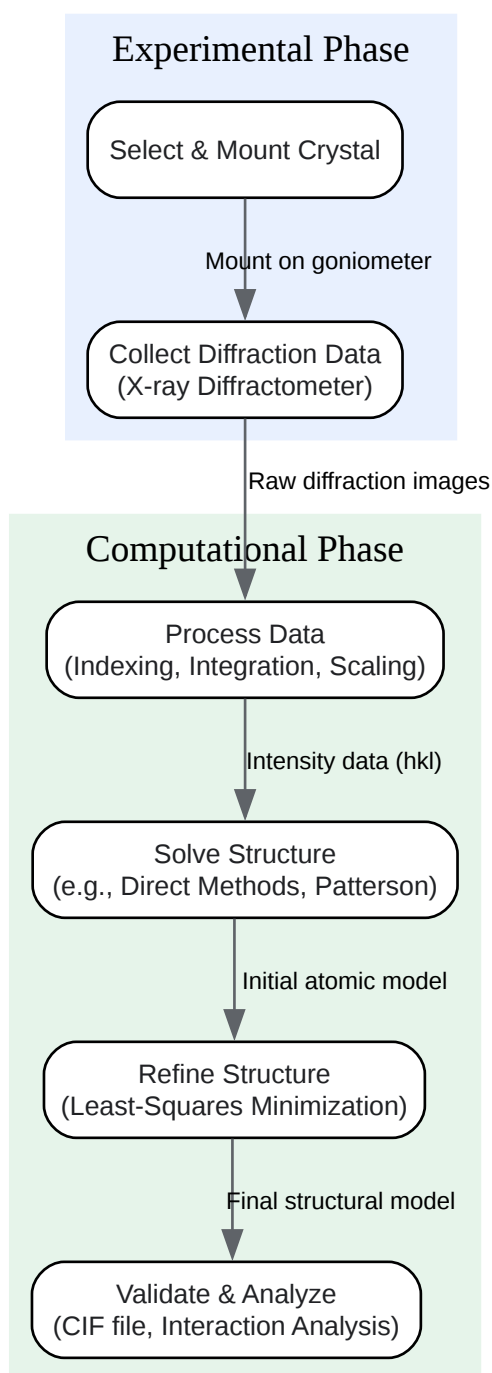 Experimental Phase
Select & Mount Crystal
Mount on goniometer
Collect Diffraction Data
(X-ray Diffractometer)
Raw diffraction images
Computational Phase
Process Data
(Indexing, Integration, Scaling)
Intensity data (hkl)
Solve Structure
(e.g., Direct Methods, Patterson)
Initial atomic model
Refine Structure
(Least-Squares Minimization)
Final structural model
Validate & Analyze
(CIF file, Interaction Analysis)